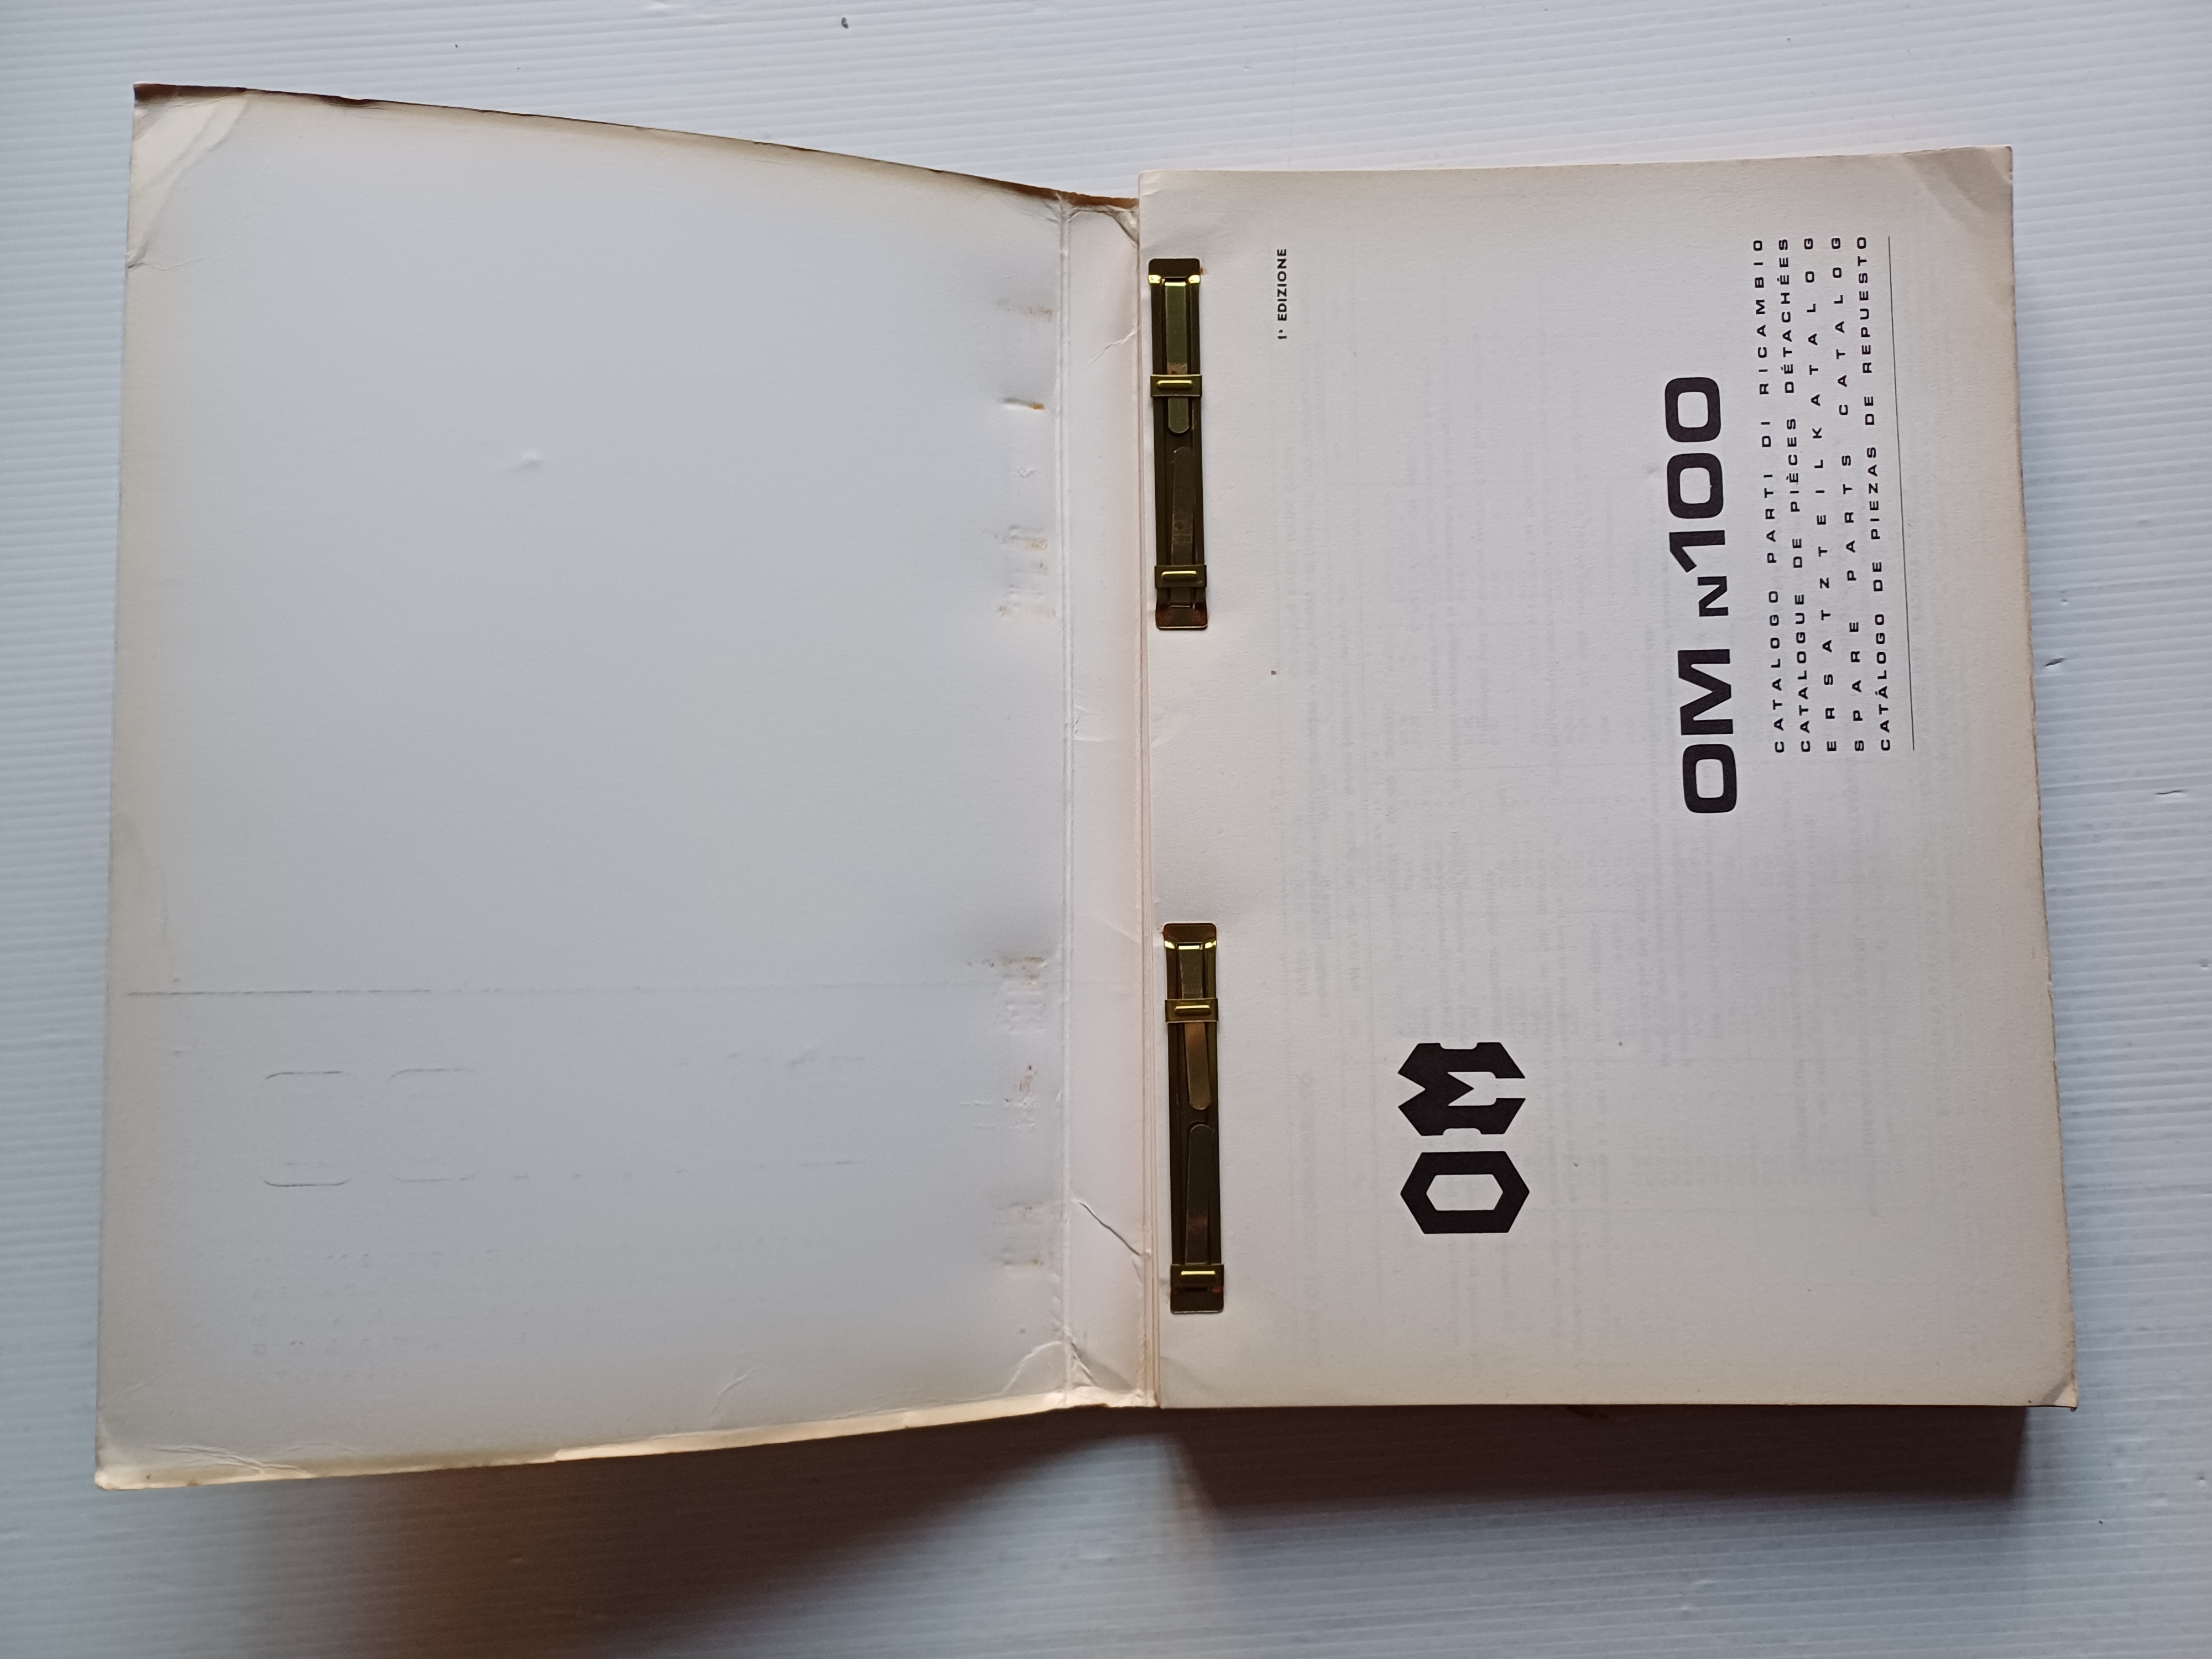 1ª EDIZIONE
OM
OM N100
CATALOGO PARTI DI RICAMBIO
CATALOGUE DE PIÈCES DÉTACHÉES
ERSATZTEILKATALOG
SPARE PARTS CATALOG
CATÁLOGO DE PIEZAS DE REPUESTO